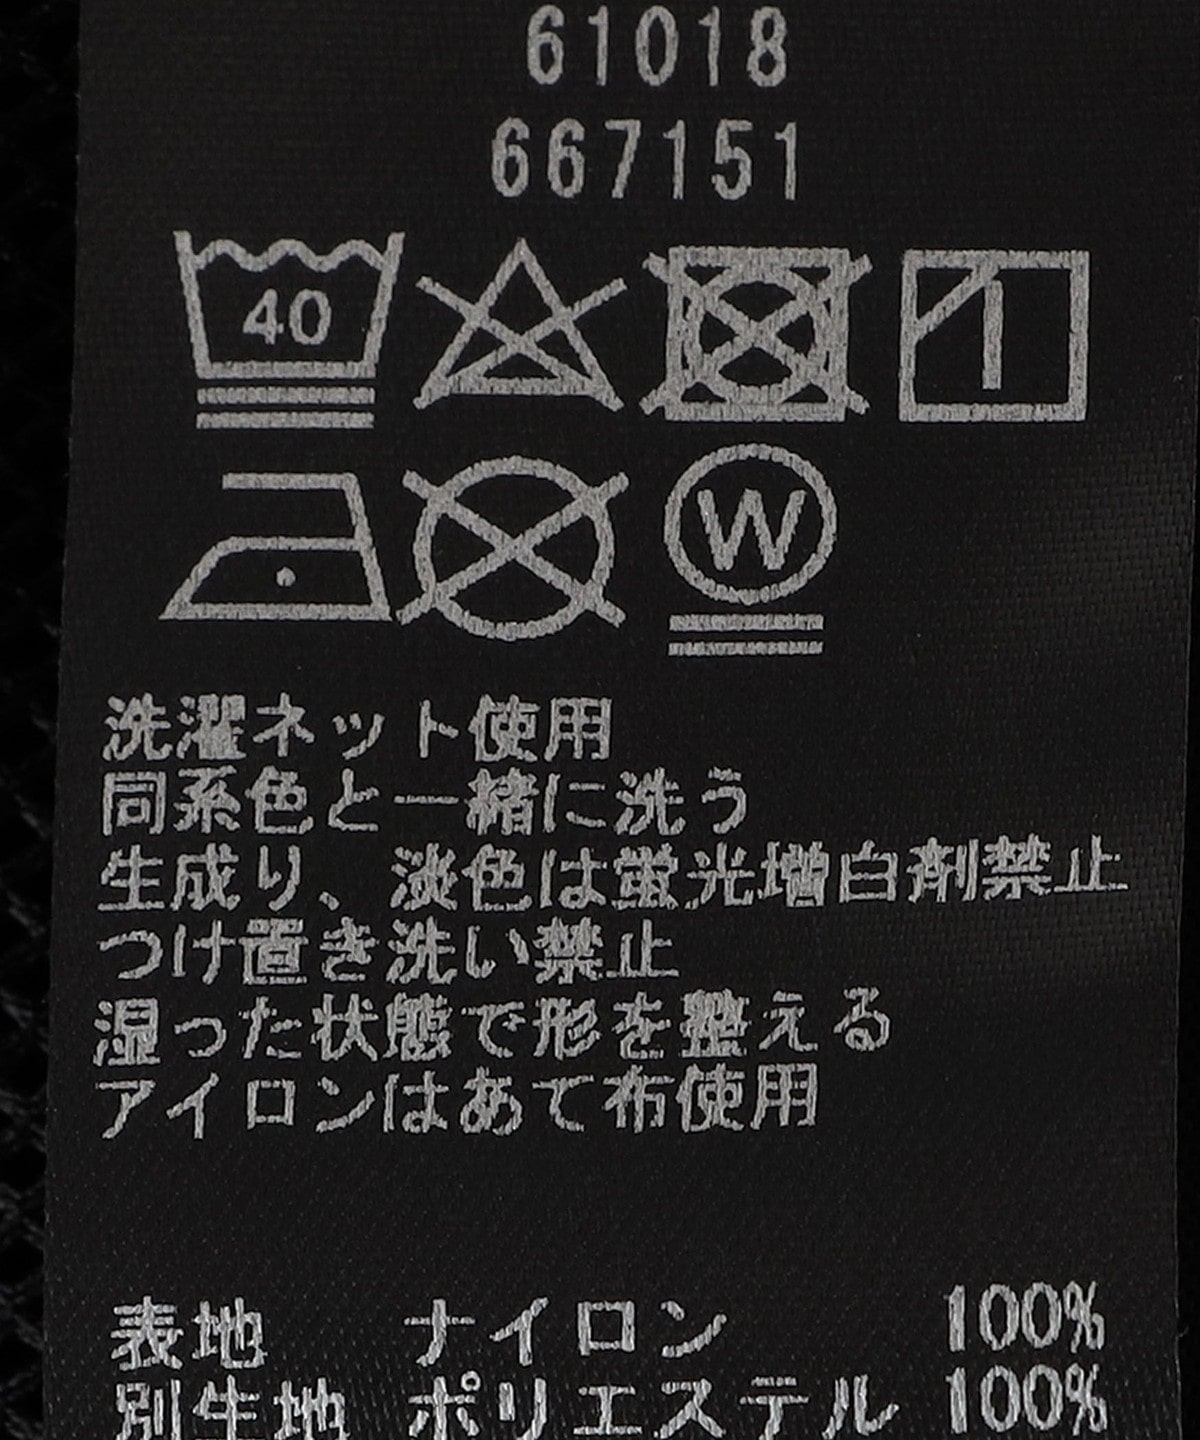 61018
667151
40
W
洗濯ネット使用
同系色と一緒に洗う
生成り、淡色は蛍光増白剤禁止
つけ置き洗い禁止
湿った状態で形を整える
アイロンはあて布使用
表地 ナイロン 100%
別生地 ポリエステル 100%